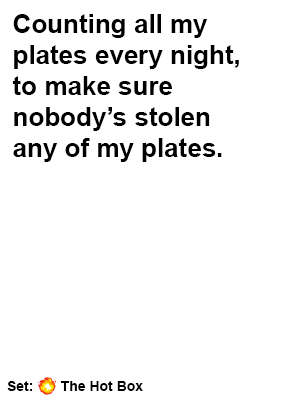 Counting all my
plates every night,
to make sure
nobody’s stolen
any of my plates.
Set: The Hot Box